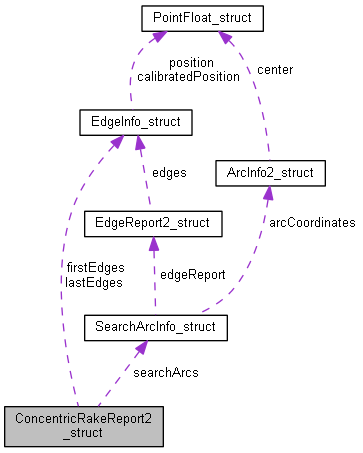 PointFloat_struct
position
calibratedPosition
center
EdgeInfo_struct
ArcInfo2_struct
edges
EdgeReport2_struct
arcCoordinates
firstEdges
lastEdges
edgeReport
SearchArcInfo_struct
searchArcs
ConcentricRakeReport2
_struct